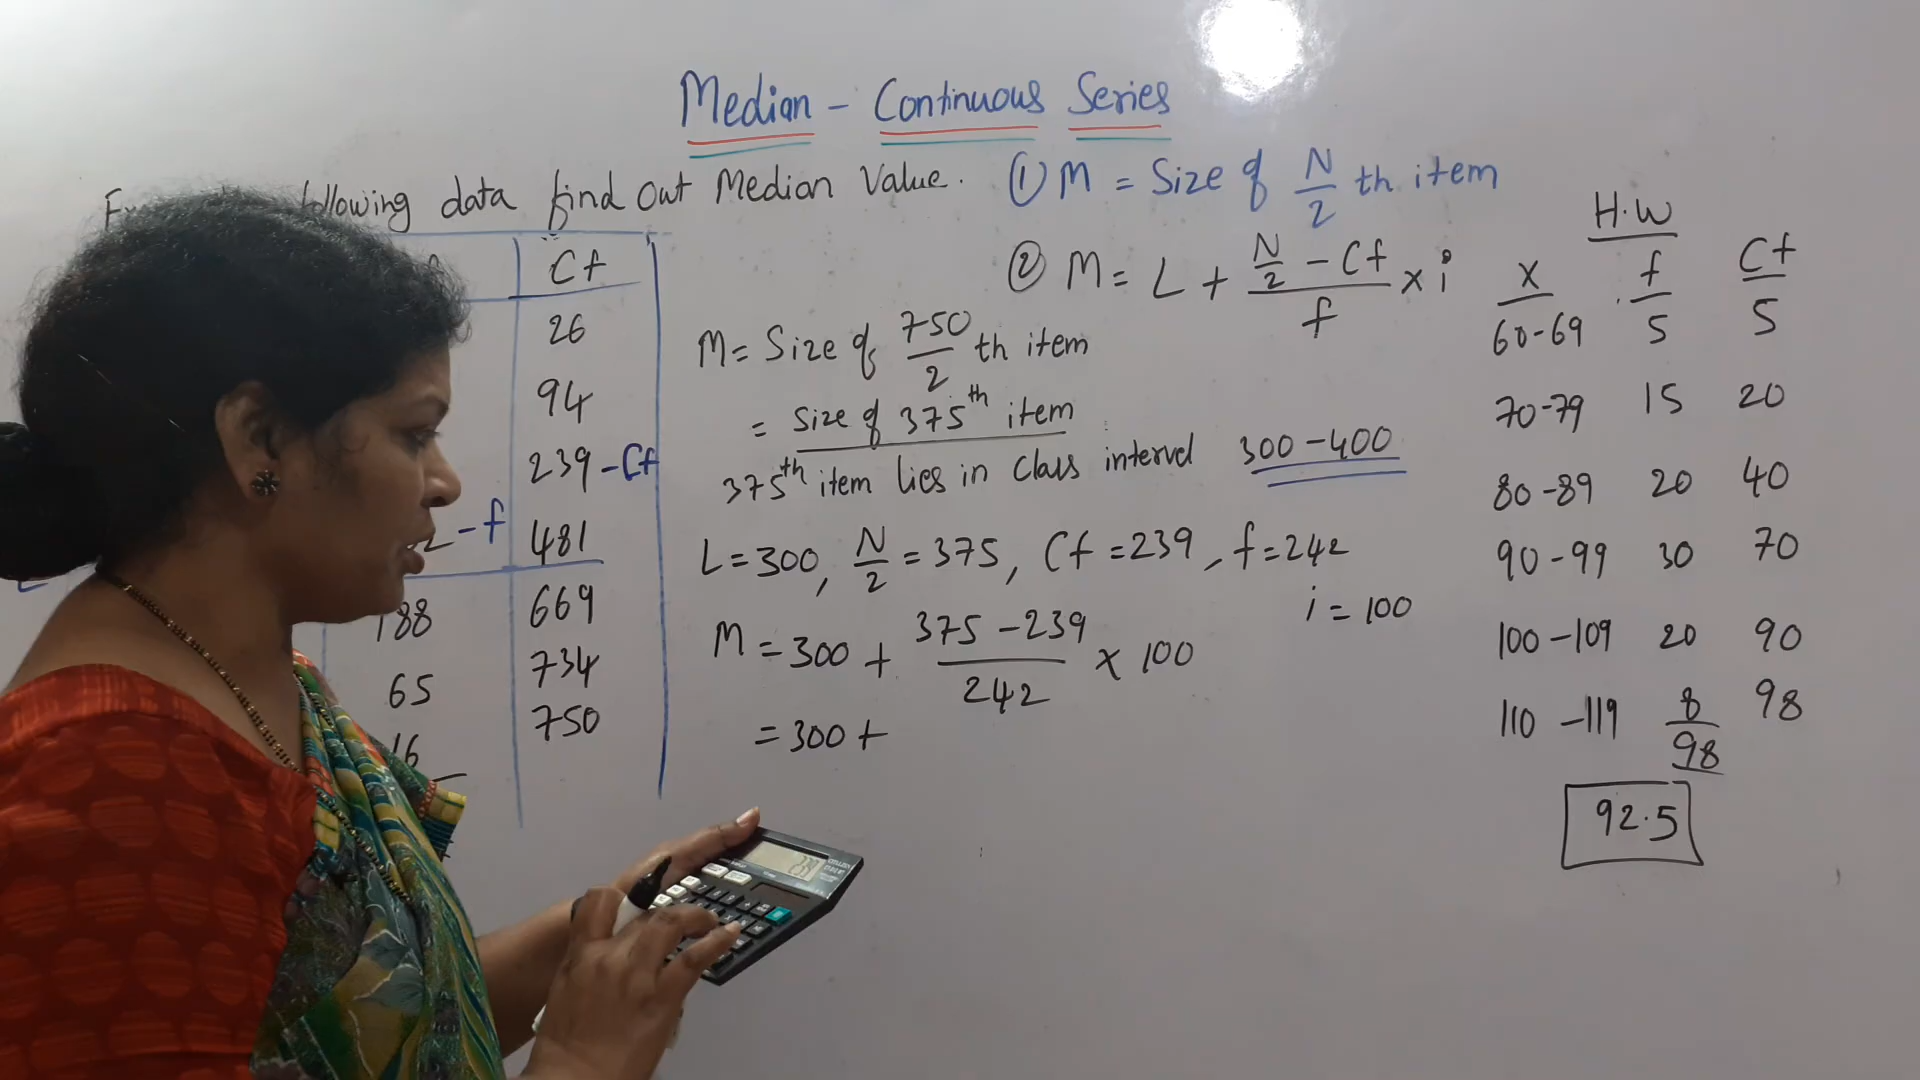 Median - Continuous Series
following data find out Median Value.
① M = Size of N/2 th item
② M = L + (N/2 - Cf)/f × i
Cf
26
94
239 - Cf
- f 481
188 669
65 734
16 750
M = Size of 750/2 th item
= Size of 375th item
375th item lies in Class interval 300 - 400
L = 300, N/2 = 375, Cf = 239, f = 242
i = 100
M = 300 + (375 - 239)/242 × 100
= 300 +
H.W
X f Cf
60-69 5 5
70-79 15 20
80-89 20 40
90-99 30 70
100-109 20 90
110-119 8 98
98
92.5